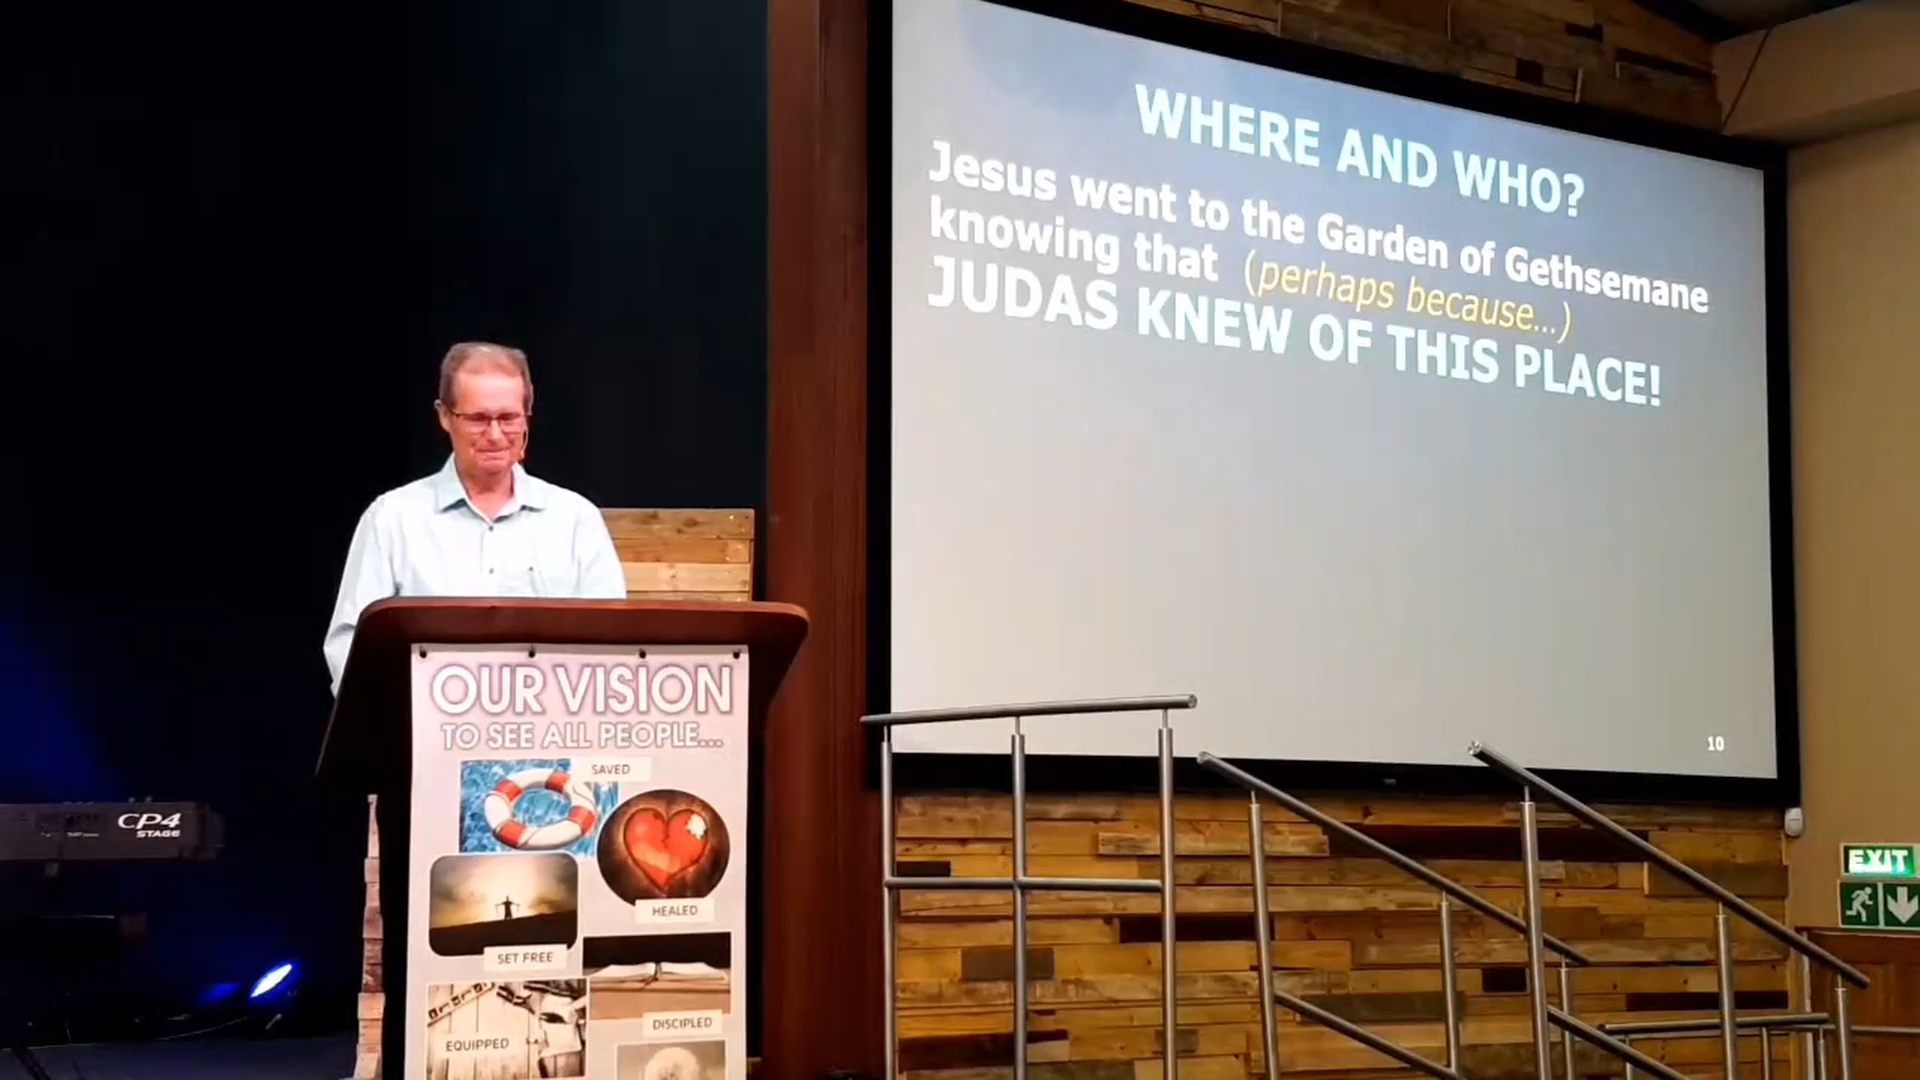 WHERE AND WHO?
Jesus went to the Garden of Gethsemane
knowing that (perhaps because...)
JUDAS KNEW OF THIS PLACE!
10
OUR VISION
TO SEE ALL PEOPLE...
SAVED
HEALED
SET FREE
DISCIPLED
EQUIPPED
CP4
STAGE
EXIT